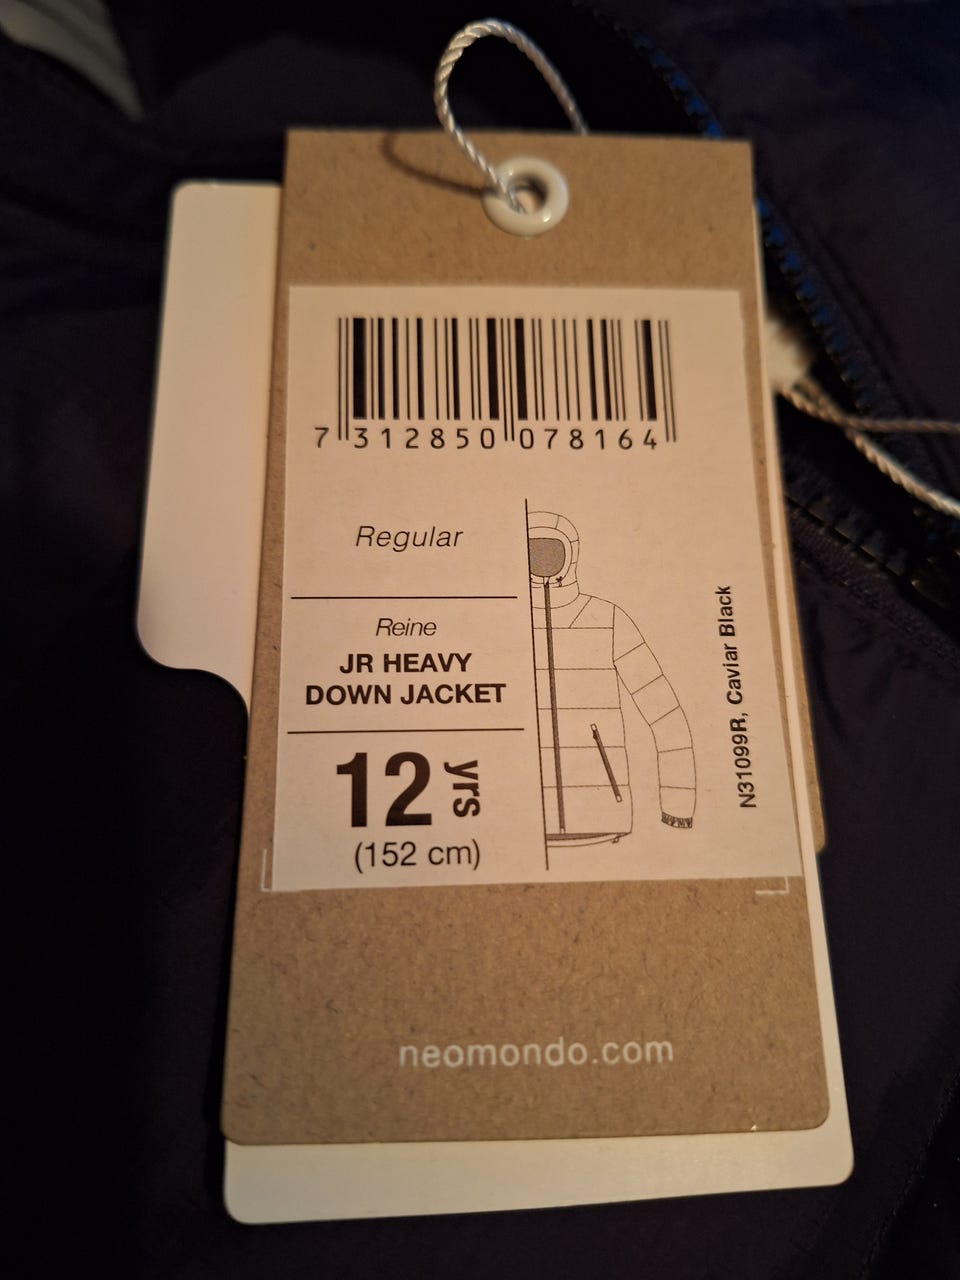 7 312850 078164
Regular
Reine
JR HEAVY
DOWN JACKET
12 yrs
(152 cm)
N31099R, Caviar Black
neomondo.com